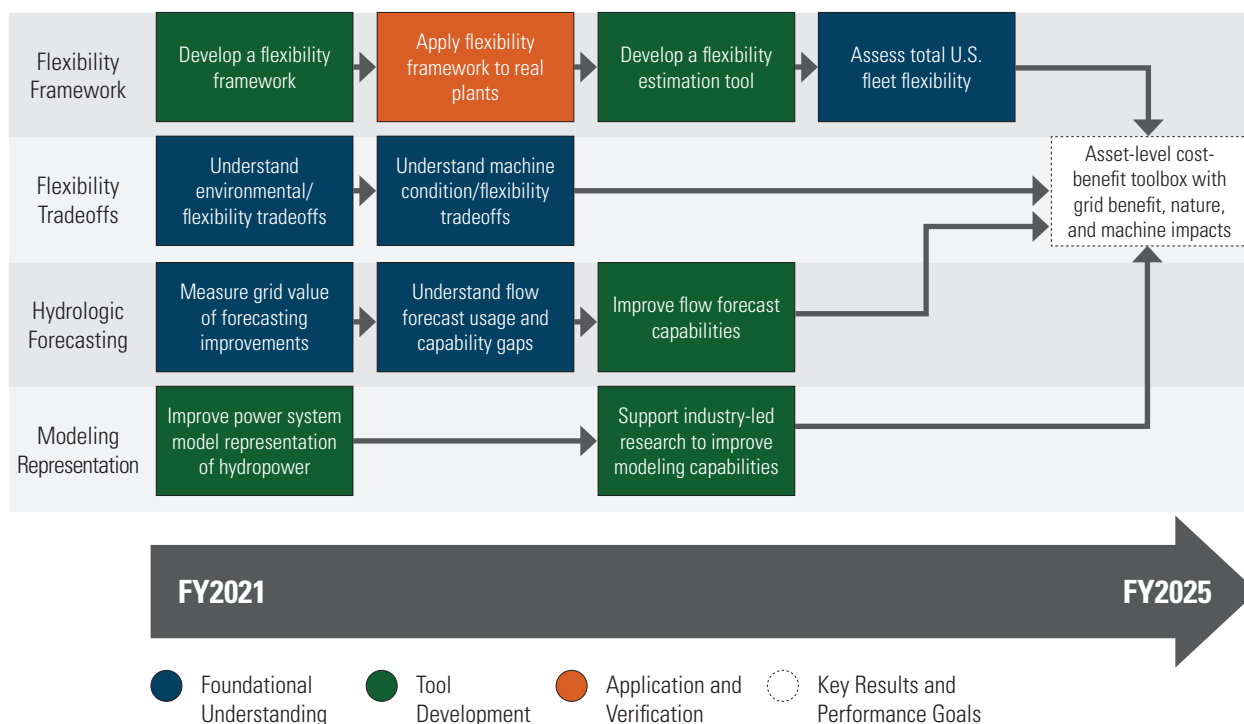 Flexibility
Framework
Develop a flexibility
framework
Apply flexibility
framework to real
plants
Develop a flexibility
estimation tool
Assess total U.S.
fleet flexibility
Flexibility
Tradeoffs
Understand
environmental/
flexibility tradeoffs
Understand machine
condition/flexibility
tradeoffs
Asset-level cost-
benefit toolbox with
grid benefit, nature,
and machine impacts
Hydrologic
Forecasting
Measure grid value
of forecasting
improvements
Understand flow
forecast usage and
capability gaps
Improve flow forecast
capabilities
Modeling
Representation
Improve power system
model representation
of hydropower
Support industry-led
research to improve
modeling capabilities
FY2021
FY2025
Foundational
Understanding
Tool
Development
Application and
Verification
Key Results and
Performance Goals